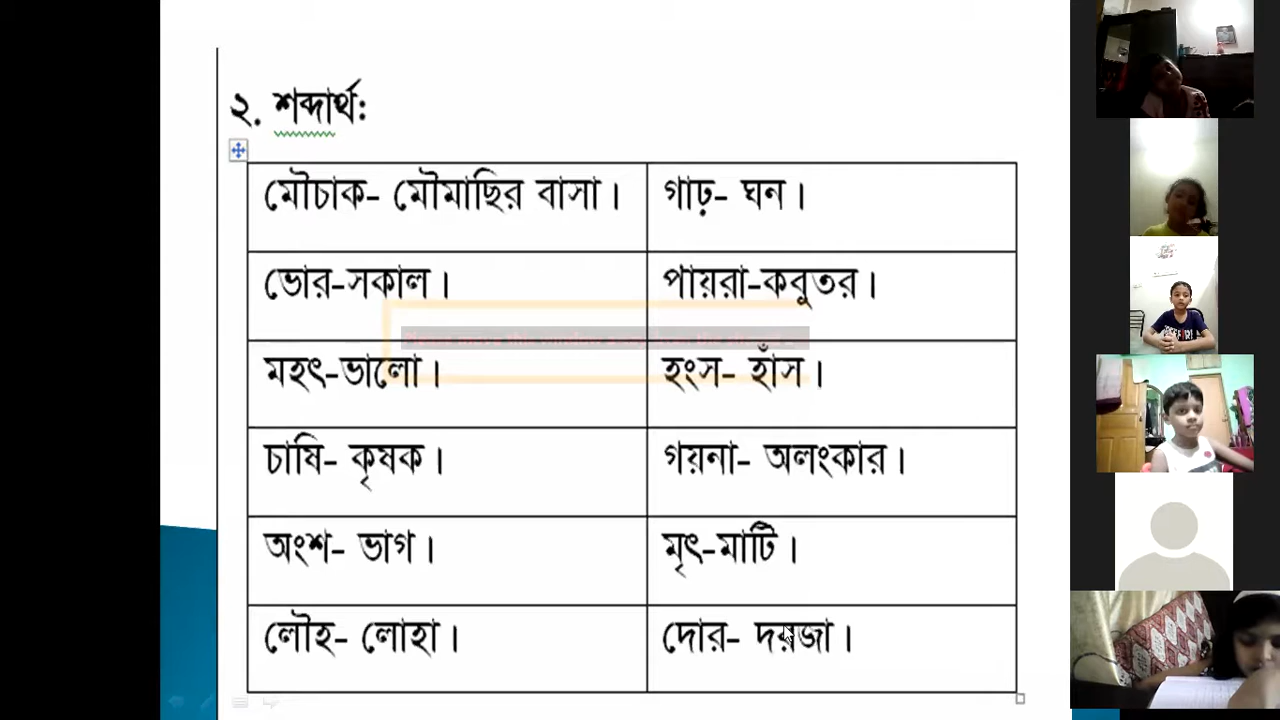 ২. শব্দার্থ:
মৌচাক- মৌমাছির বাসা। গাঢ়- ঘন।
ভোর-সকাল। পায়রা-কবুতর।
মহৎ-ভালো। হংস- হাঁস।
চাষি- কৃষক। গয়না- অলংকার।
অংশ- ভাগ। মৃৎ-মাটি।
লৌহ- লোহা। দোর- দরজা।